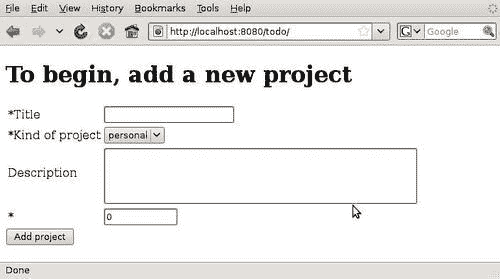 File Edit View History Bookmarks Tools Help
http://localhost:8080/todo/ G Google
To begin, add a new project
*Title
*Kind of project personal
Description
* 0
Add project
Done